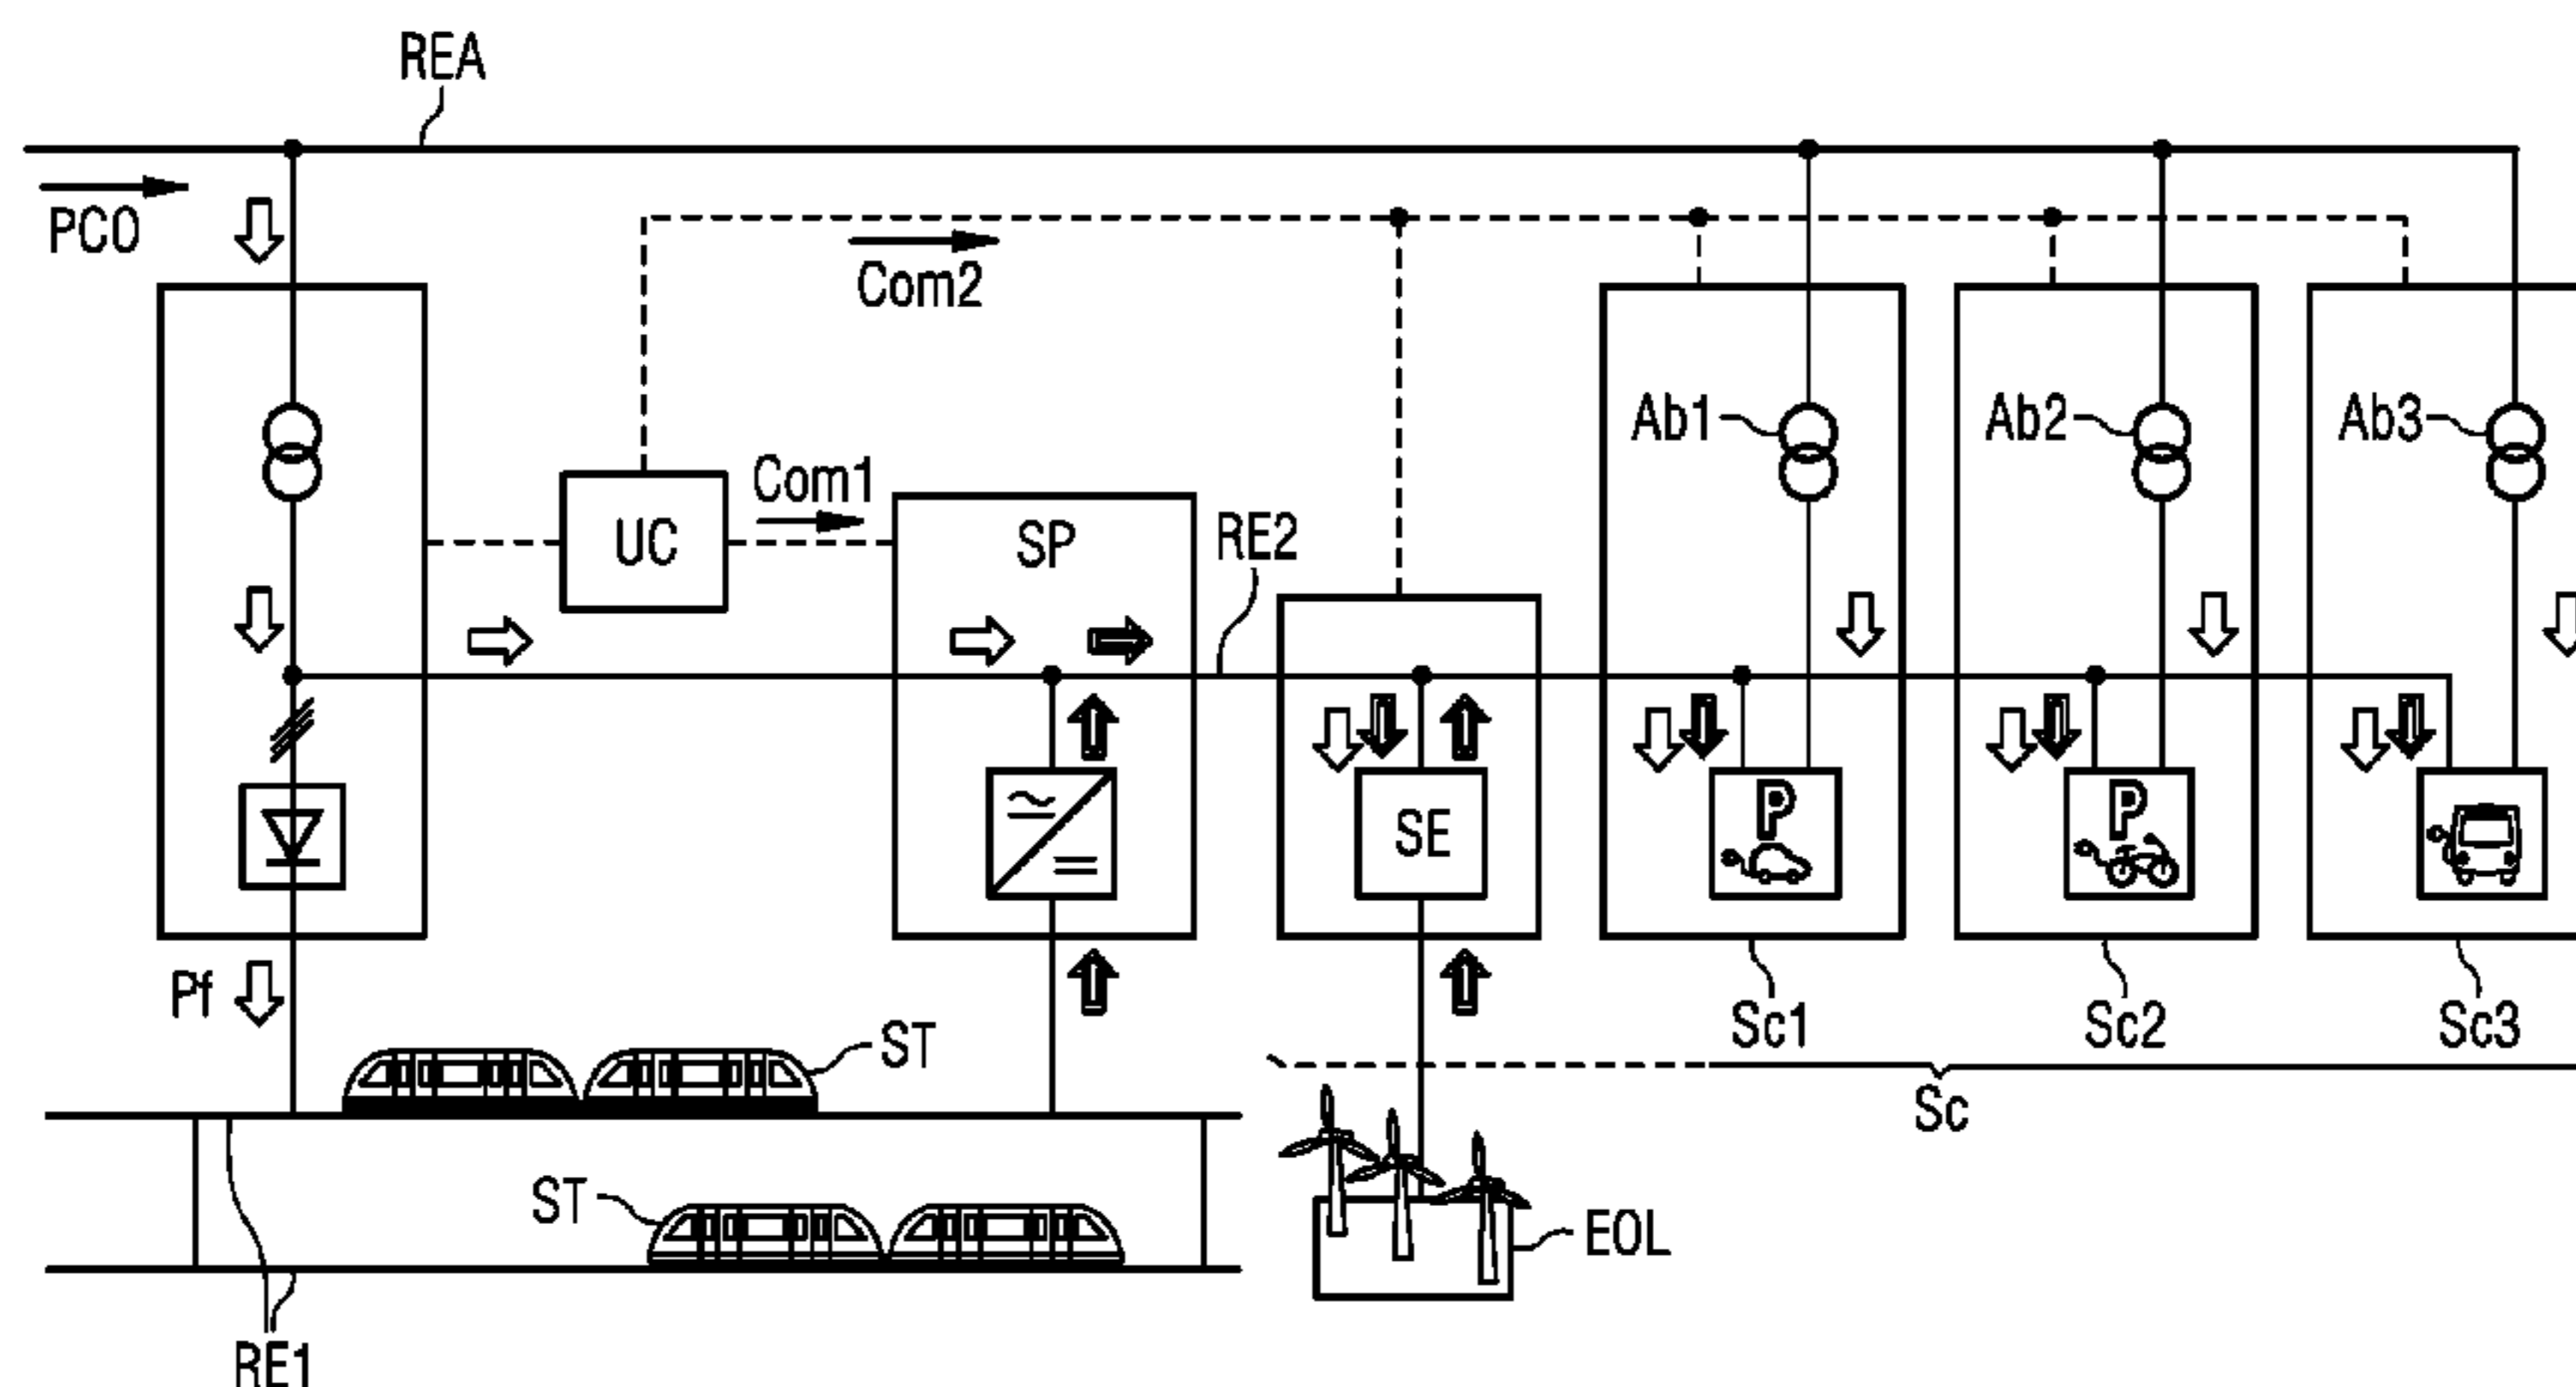 REA
PCO
Com2
Ab1
Ab2
Ab3
Com1
UC
SP
RE2
SE
P
P
Pf
ST
Sc1
Sc2
Sc3
Sc
ST
EOL
RE1